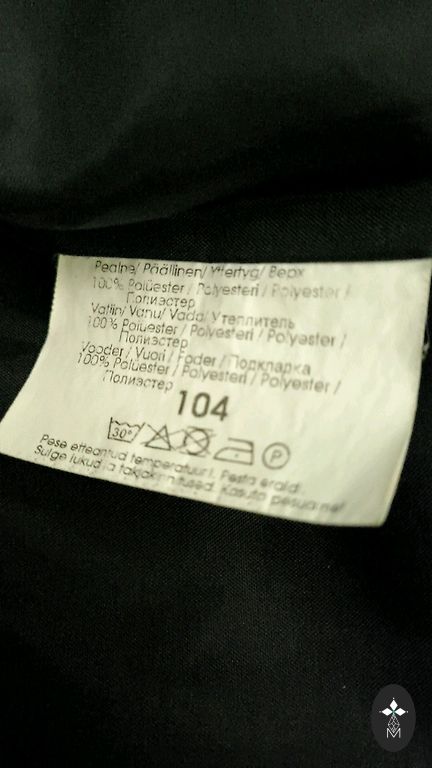 Pealne/ Päällinen/ Yttertyg/ Верх
100% Polüester / Polyesteri / Polyester /
Полиэстер
Vatiin/ Vanu/ Vadd/ Утеплитель
100% Polüester / Polyesteri / Polyester /
Полиэстер
Vooder / Vuori / Foder / Подкладка
100% Polüester / Polyesteri / Polyester /
Полиэстер
104
30° P
Pese etteantud temperatuuril. Pesta eraldi.
Sulge lukud ja takjakinnitused. Kasuta
M